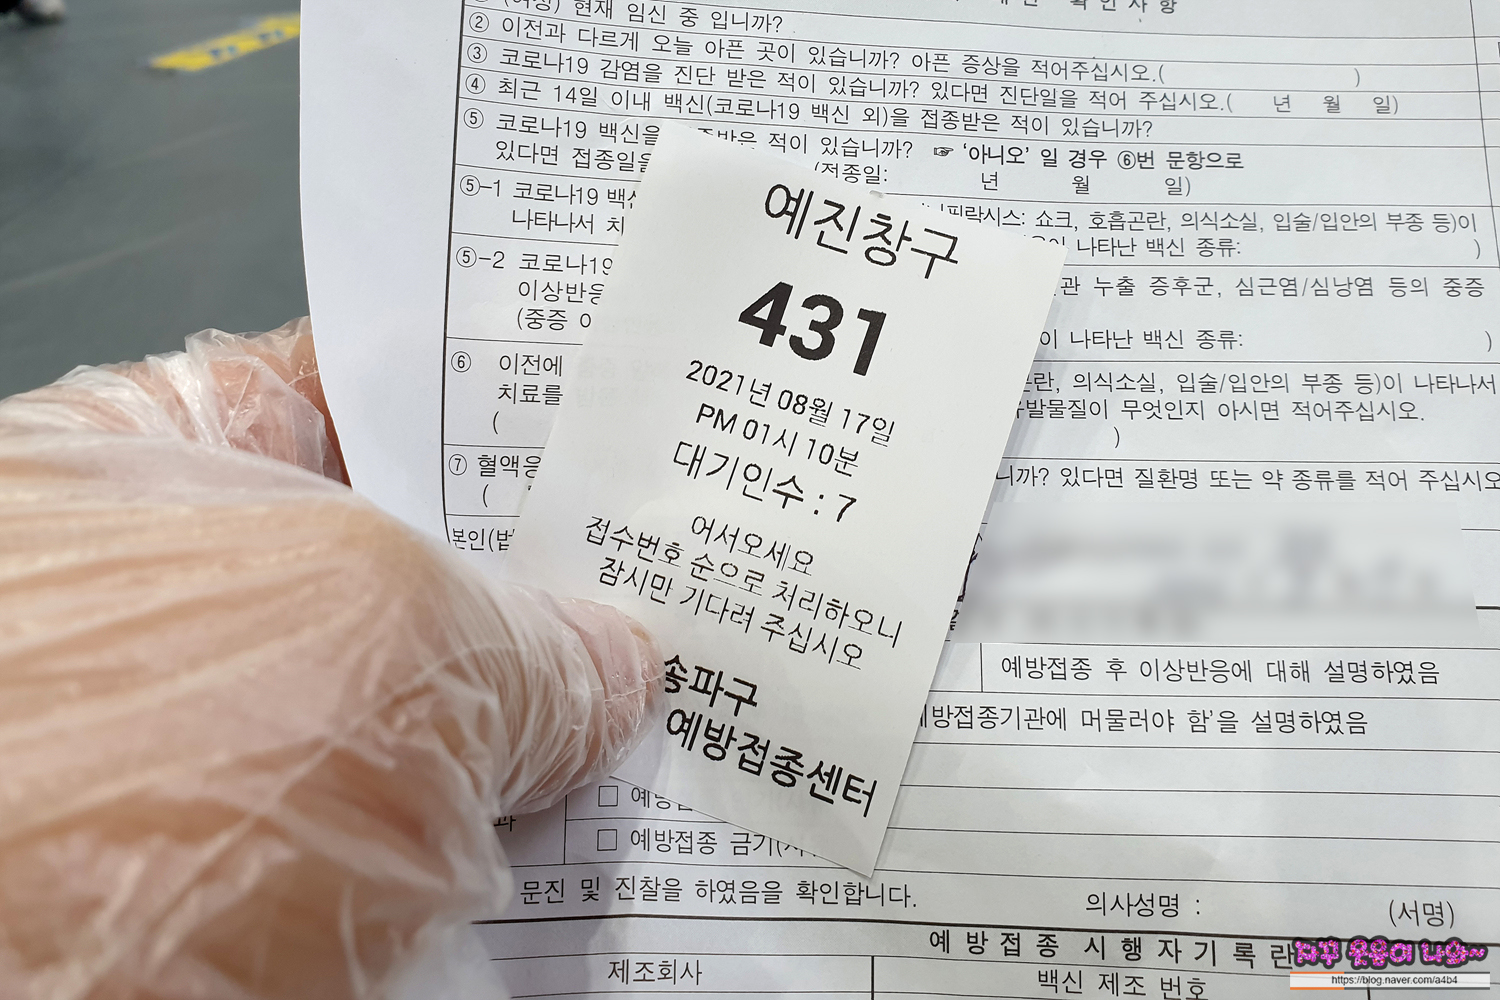 확인사항
(여성) 현재 임신 중 입니까?
② 이전과 다르게 오늘 아픈 곳이 있습니까? 아픈 증상을 적어주십시오.( )
③ 코로나19 감염을 진단 받은 적이 있습니까? 있다면 진단일을 적어 주십시오.( 년 월 일)
④ 최근 14일 이내 백신(코로나19 백신 외)을 접종받은 적이 있습니까?
⑤ 코로나19 백신을 접종받은 적이 있습니까? ☞ ‘아니오’ 일 경우 ⑥번 문항으로
있다면 접종일을 (접종일: 년 월 일)
⑤-1 코로나19 백신 쇼크, 호흡곤란, 의식소실, 입술/입안의 부종 등)이
나타나서 치 나타난 백신 종류: )
⑤-2 코로나19 관 누출 증후군, 심근염/심낭염 등의 중증
이상반응
(중증 이 이 나타난 백신 종류: )
⑥ 이전에 란, 의식소실, 입술/입안의 부종 등)이 나타나서
치료를 유발물질이 무엇인지 아시면 적어주십시오.
( )
⑦ 혈액응 니까? 있다면 질환명 또는 약 종류를 적어 주십시오
(
본인(법
예진창구
431
2021년 08월 17일
PM 01시 10분
대기인수 : 7
어서오세요
접수번호 순으로 처리하오니
잠시만 기다려 주십시오
송파구
예방접종센터
예방접종 후 이상반응에 대해 설명하였음
예방접종기관에 머물러야 함’을 설명하였음
과
□ 예방접
□ 예방접종 금기(사
문진 및 진찰을 하였음을 확인합니다. 의사성명 : (서명)
예방접종 시행자기록란
제조회사 백신 제조 번호
자꾸 웃음이 나와~
https://blog.naver.com/a4b4